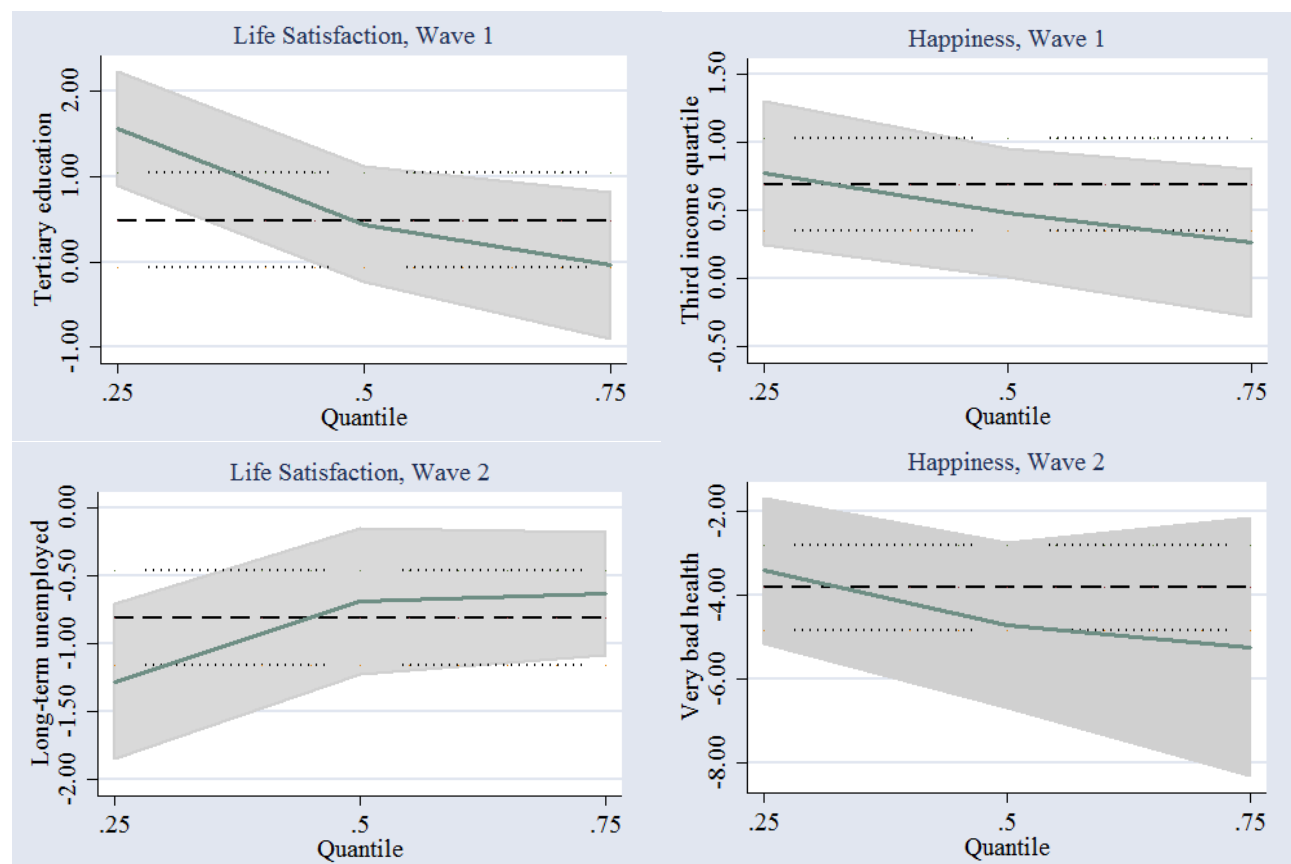 Life Satisfaction, Wave 1
Tertiary education
2.00
1.00
0.00
-1.00
.25 .5 .75
Quantile
Happiness, Wave 1
Third income quartile
1.50
1.00
0.50
0.00
-0.50
.25 .5 .75
Quantile
Life Satisfaction, Wave 2
Long-term unemployed
0.00
-0.50
-1.00
-1.50
-2.00
.25 .5 .75
Quantile
Happiness, Wave 2
Very bad health
-2.00
-4.00
-6.00
-8.00
.25 .5 .75
Quantile